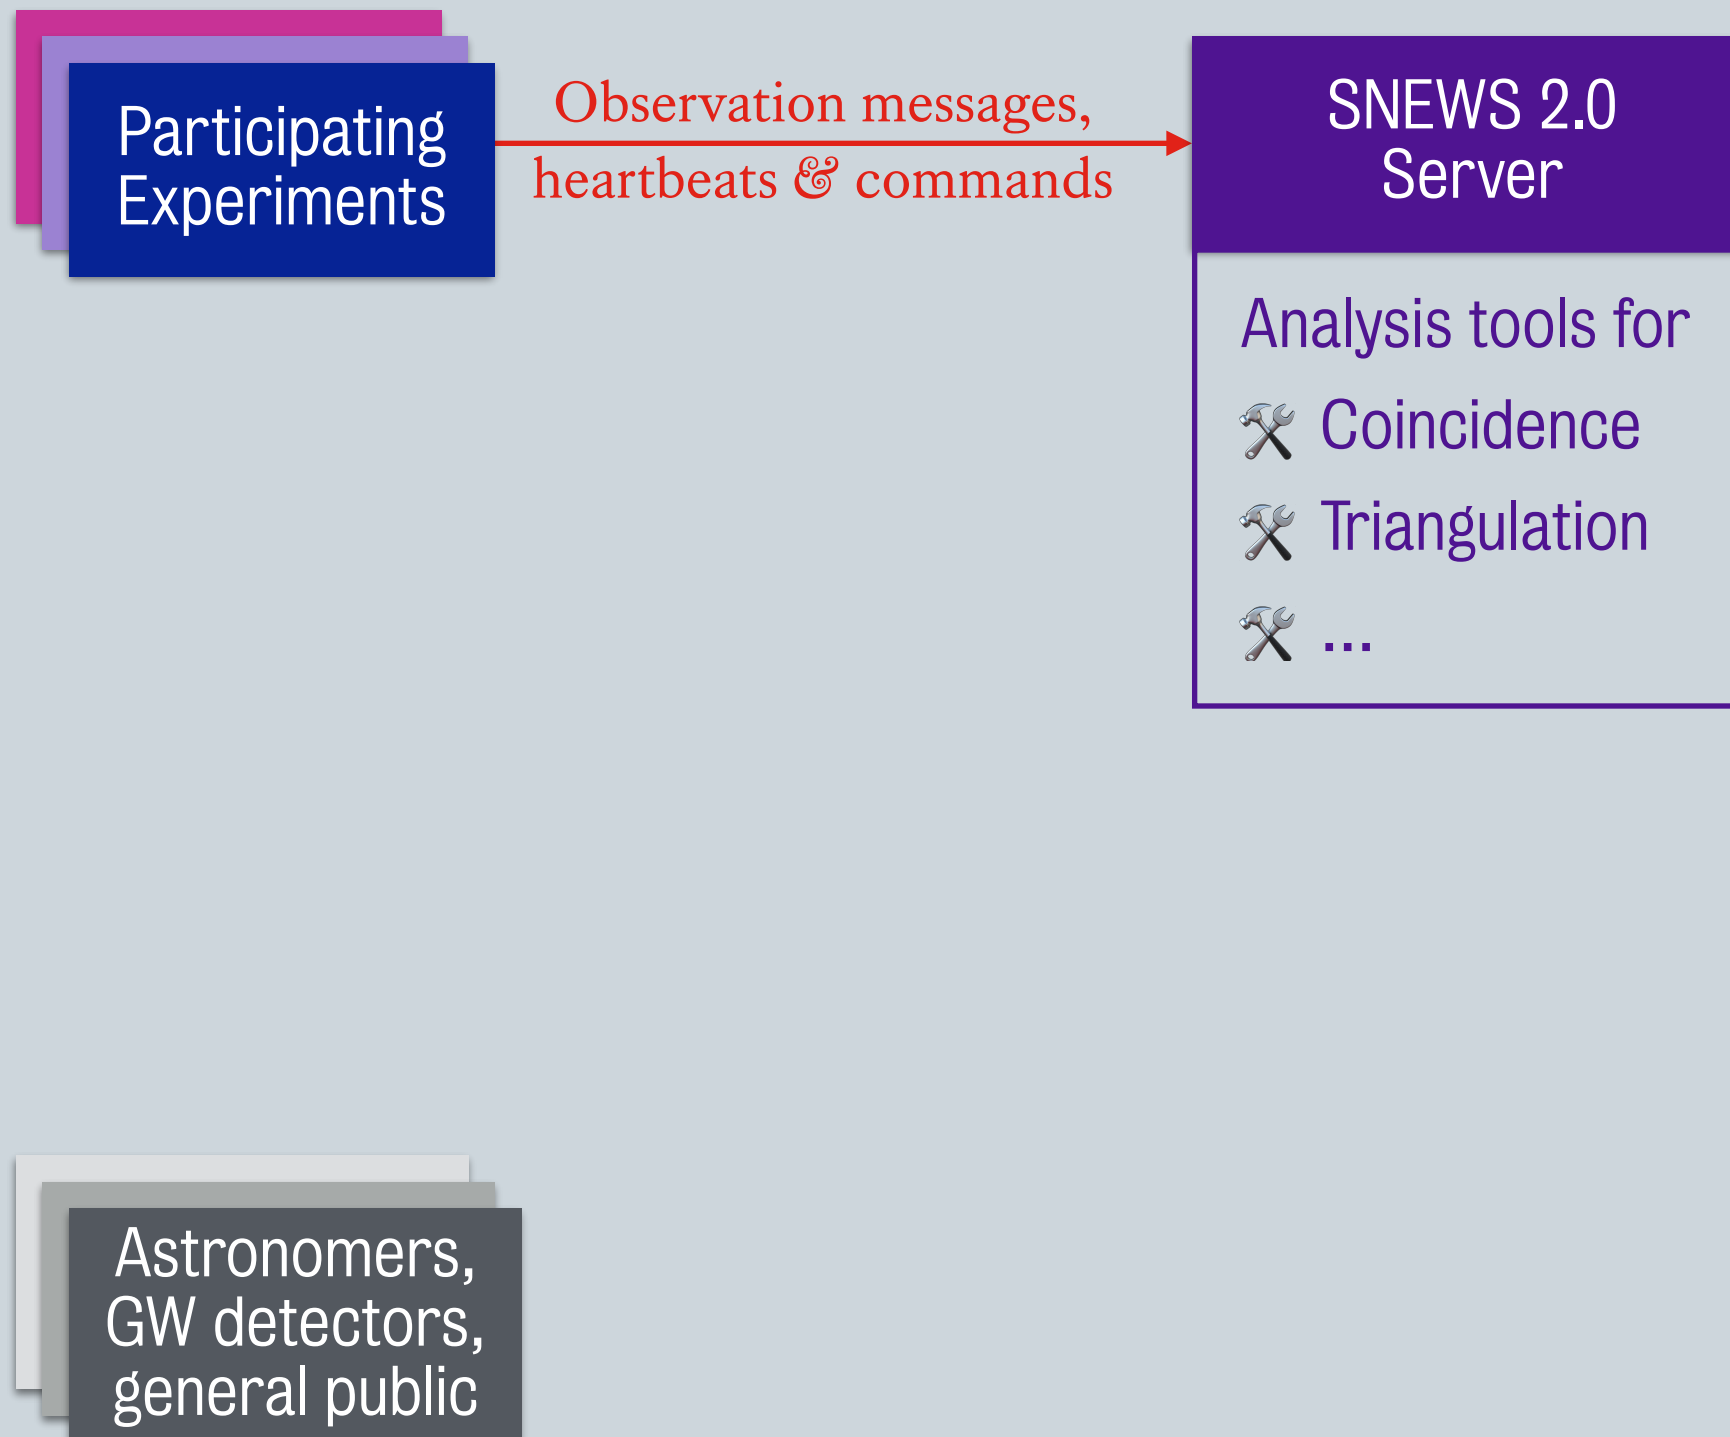 Participating
Experiments
Observation messages,
heartbeats & commands
SNEWS 2.0
Server
Analysis tools for
Coincidence
Triangulation
...
Astronomers,
GW detectors,
general public